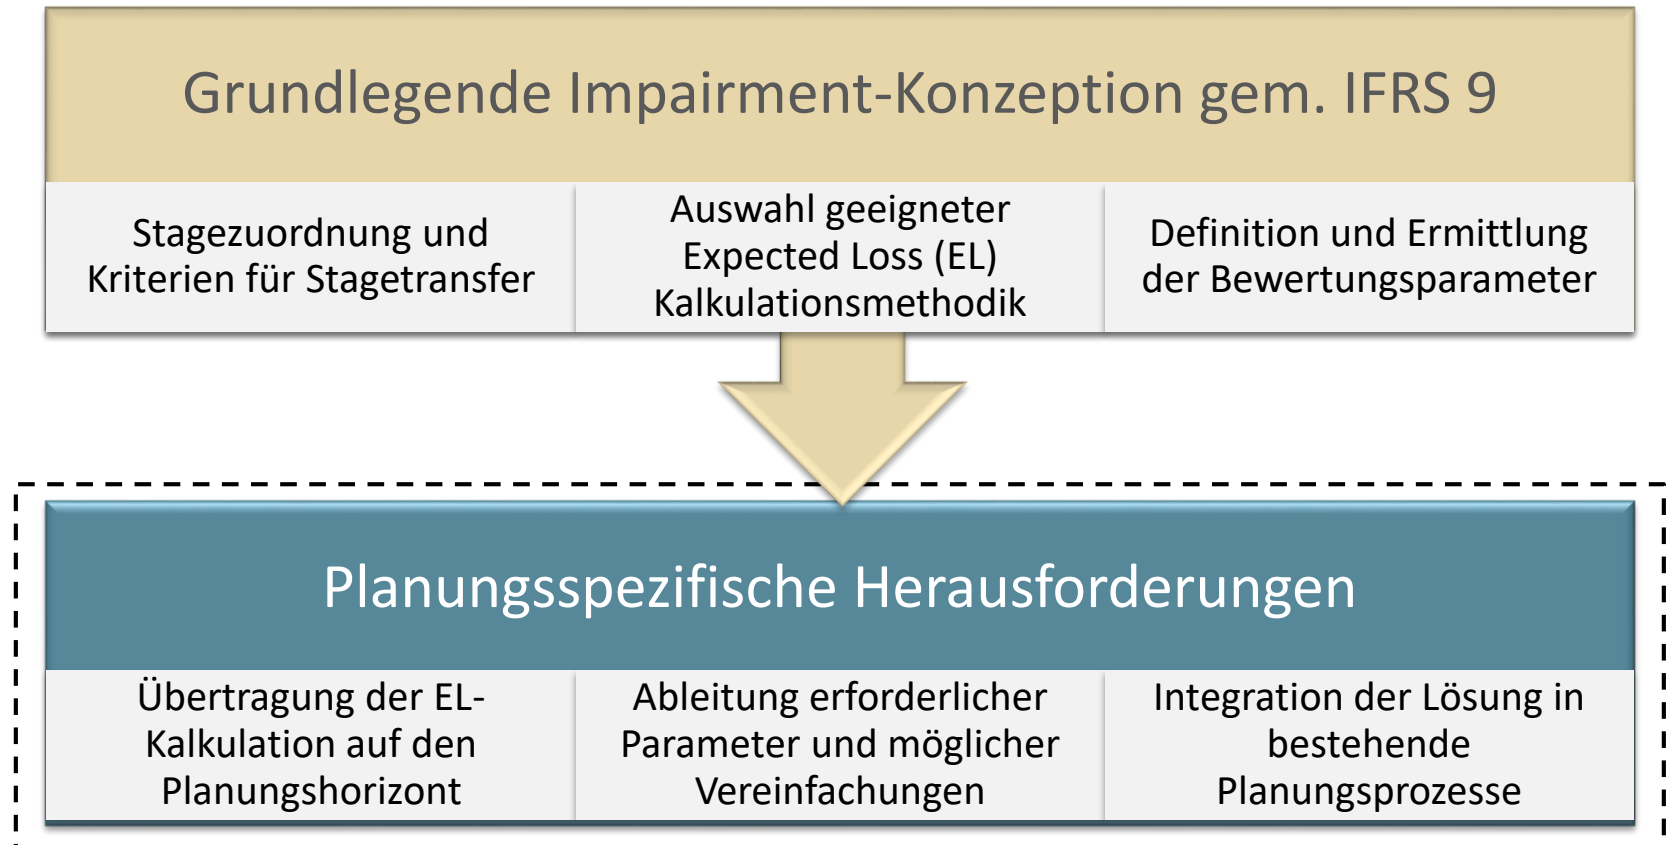 Grundlegende Impairment-Konzeption gem. IFRS 9
Stagezuordnung und
Kriterien für Stagetransfer
Auswahl geeigneter
Expected Loss (EL)
Kalkulationsmethodik
Definition und Ermittlung
der Bewertungsparameter
Planungsspezifische Herausforderungen
Übertragung der EL-
Kalkulation auf den
Planungshorizont
Ableitung erforderlicher
Parameter und möglicher
Vereinfachungen
Integration der Lösung in
bestehende
Planungsprozesse